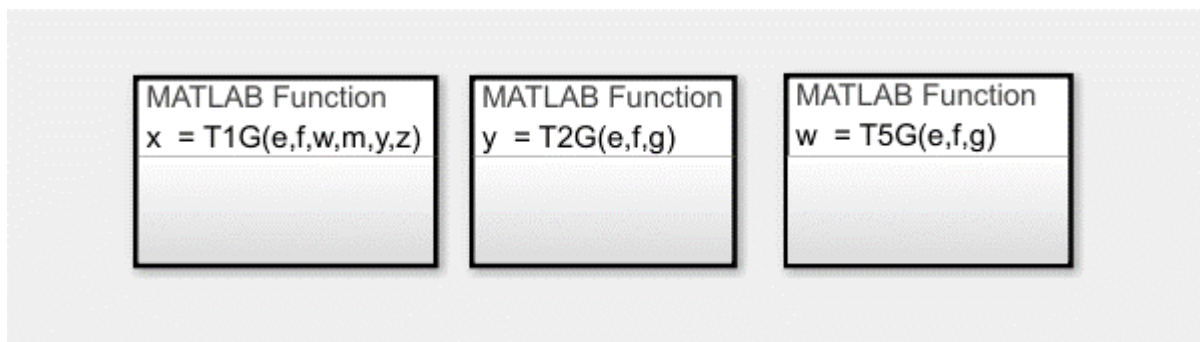 MATLAB Function
x = T1G(e,f,w,m,y,z)
MATLAB Function
y = T2G(e,f,g)
MATLAB Function
w = T5G(e,f,g)